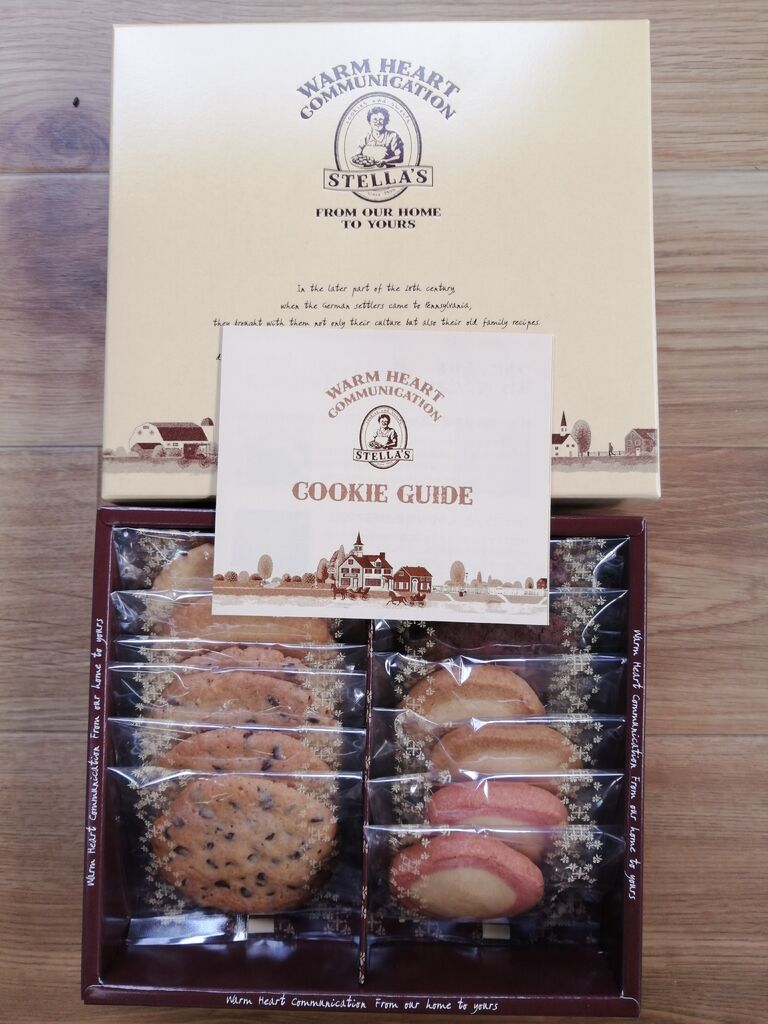 WARM HEART
COMMUNICATION
cookies and sweets
STELLA'S
FROM OUR HOME
TO YOURS
In the later part of the 18th century
when the German settlers came to Pennsylvania,
they brought with them not only their culture but also their old family recipes.
WARM HEART
COMMUNICATION
STELLA'S
COOKIE GUIDE
Warm Heart Communication From our home to yours
Warm Heart Communication From our home to yours
Warm Heart Communication From our home to yours